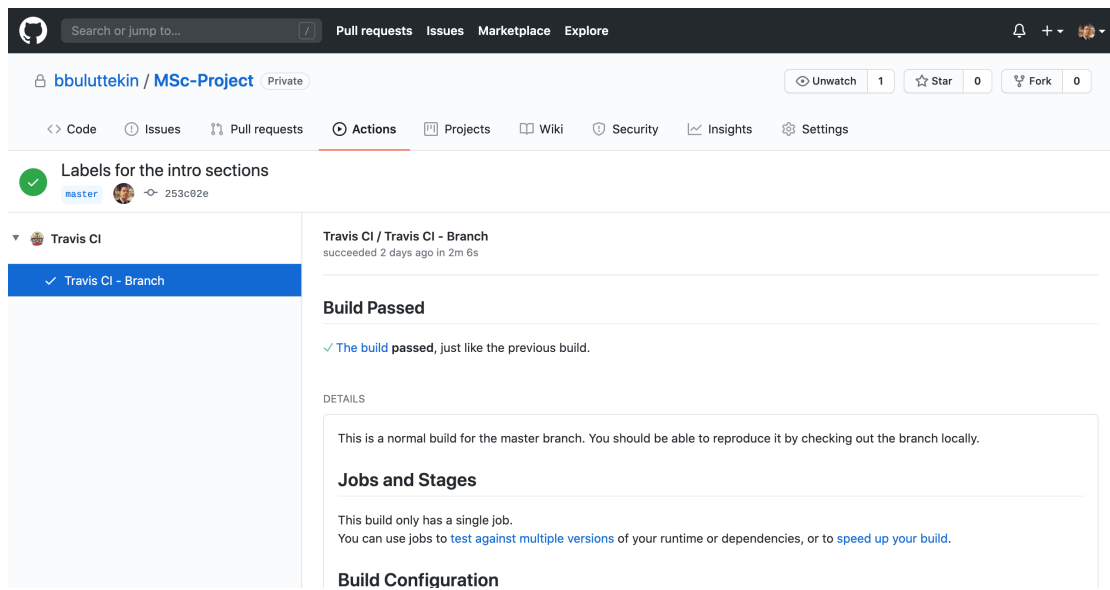 Search or jump to... / Pull requests Issues Marketplace Explore
bbuluttekin / MSc-Project Private Unwatch 1 Star 0 Fork 0
Code Issues Pull requests Actions Projects Wiki Security Insights Settings
Labels for the intro sections
master 253c02e
Travis CI
Travis CI - Branch
Travis CI / Travis CI - Branch
succeeded 2 days ago in 2m 6s
Build Passed
The build passed, just like the previous build.
DETAILS
This is a normal build for the master branch. You should be able to reproduce it by checking out the branch locally.
Jobs and Stages
This build only has a single job.
You can use jobs to test against multiple versions of your runtime or dependencies, or to speed up your build.
Build Configuration